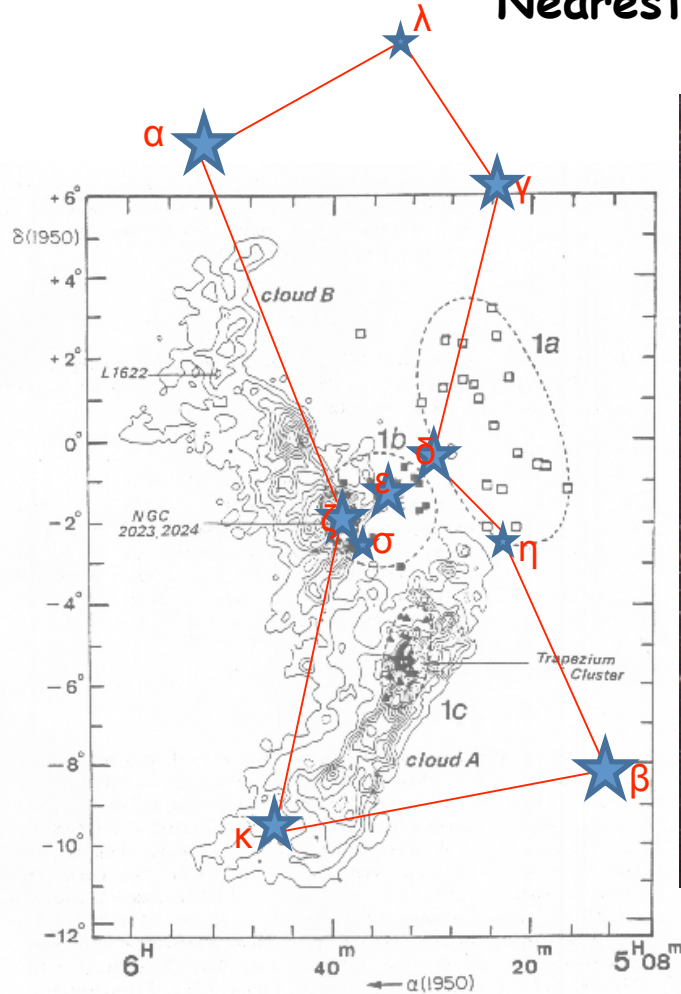 Nearest
λ
α
γ
+6°
δ(1950)
+4°
cloud B
1a
+2°
L1622
0°
1b
δ
ε
ζ
NGC
2023,2024
-2°
σ
η
-4°
Trapezium
Cluster
-6°
1c
cloud A
-8°
β
κ
-10°
-12°
6H 40m 20m 5H08m
← α(1950)